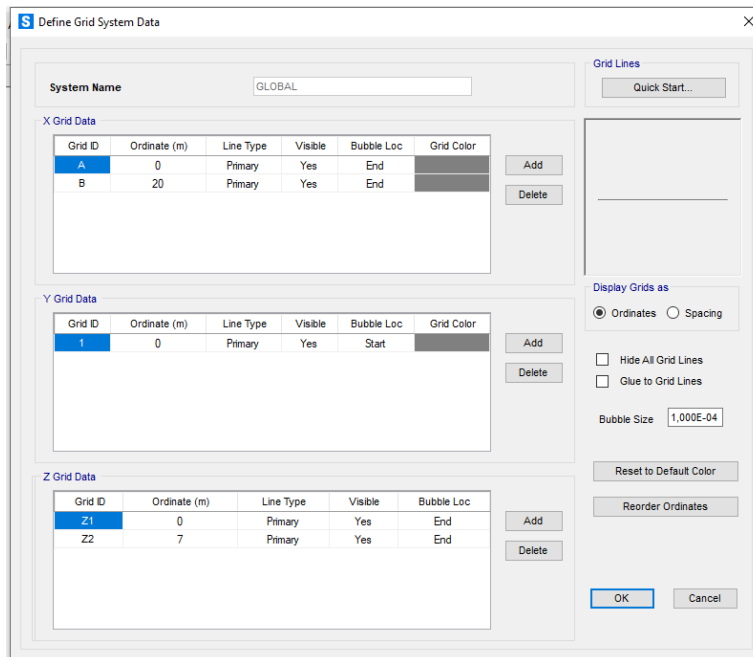 S Define Grid System Data
System Name GLOBAL
Grid Lines
Quick Start...
X Grid Data
Grid ID Ordinate (m) Line Type Visible Bubble Loc Grid Color
A 0 Primary Yes End
B 20 Primary Yes End
Add
Delete
Y Grid Data
Grid ID Ordinate (m) Line Type Visible Bubble Loc Grid Color
1 0 Primary Yes Start
Add
Delete
Z Grid Data
Grid ID Ordinate (m) Line Type Visible Bubble Loc
Z1 0 Primary Yes End
Z2 7 Primary Yes End
Add
Delete
Display Grids as
Ordinates Spacing
Hide All Grid Lines
Glue to Grid Lines
Bubble Size 1,000E-04
Reset to Default Color
Reorder Ordinates
OK Cancel